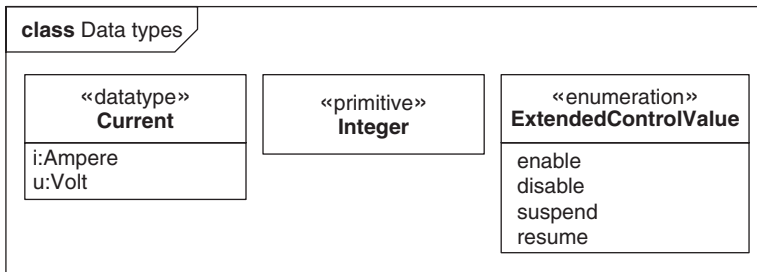 class Data types
«datatype»
Current
i:Ampere
u:Volt
«primitive»
Integer
«enumeration»
ExtendedControlValue
enable
disable
suspend
resume